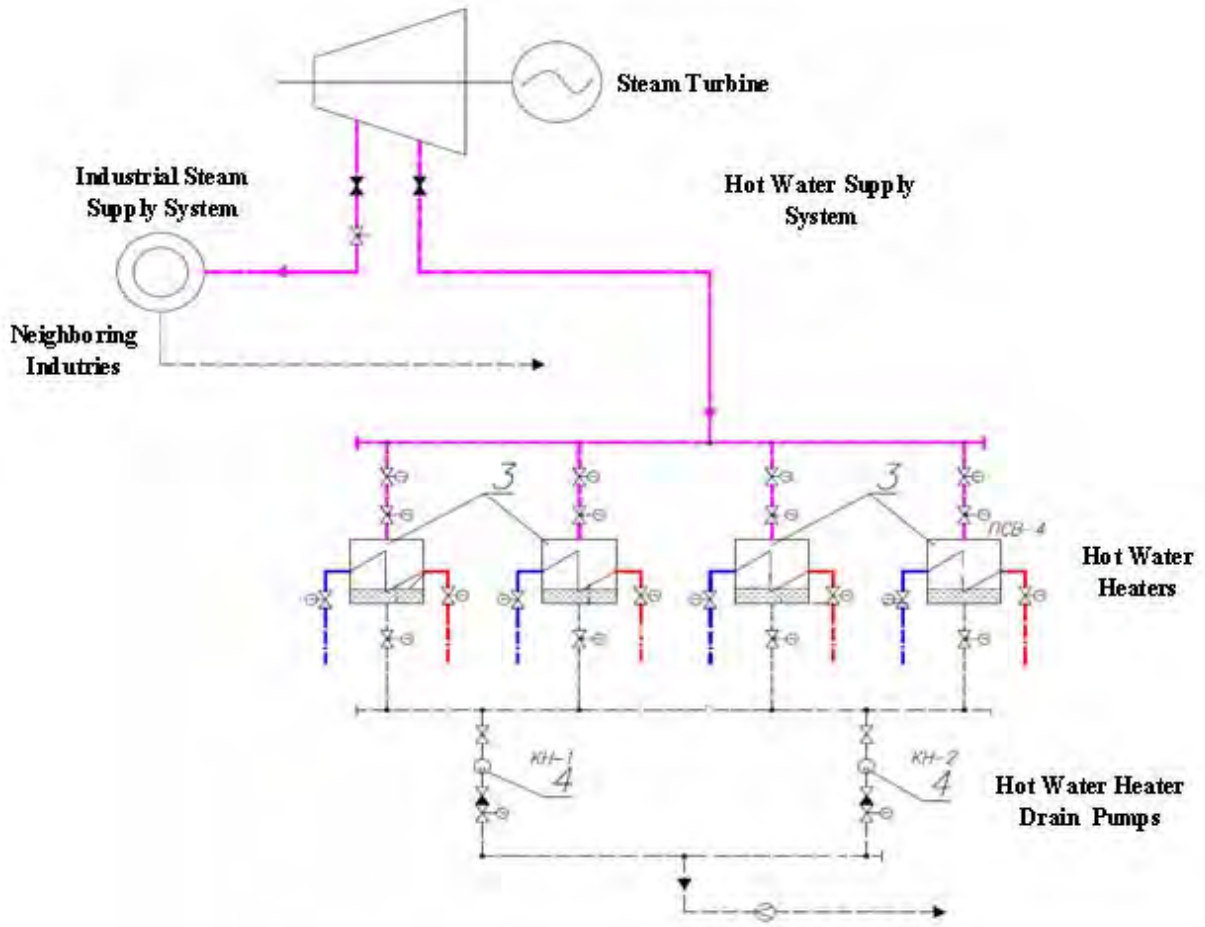 Steam Turbine
Industrial Steam
Supply System
Hot Water Supply
System
Neighboring
Indutries
3
3
ПСВ-4
Hot Water
Heaters
КН-1
4
КН-2
4
Hot Water Heater
Drain Pumps